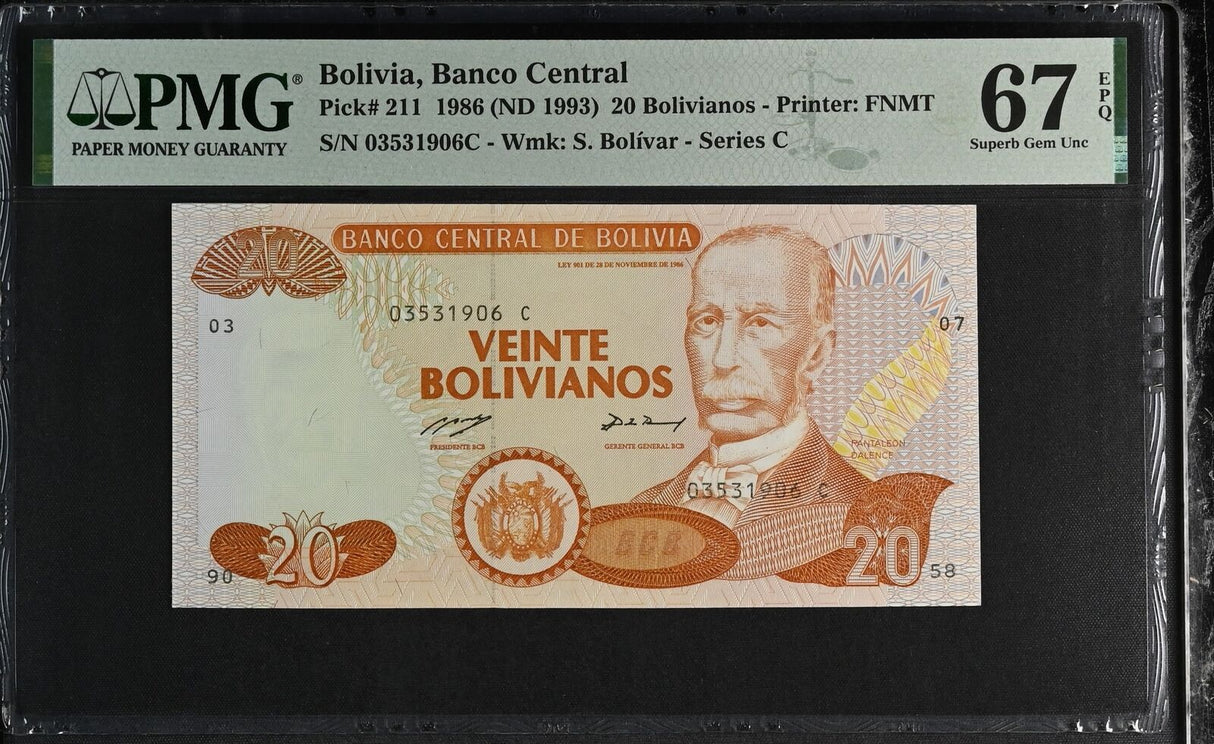 PMG®
PAPER MONEY GUARANTY
Bolivia, Banco Central
Pick# 211 1986 (ND 1993) 20 Bolivianos - Printer: FNMT
S/N 03531906C - Wmk: S. Bolívar - Series C
67
EPQ
Superb Gem Unc
20
BANCO CENTRAL DE BOLIVIA
LEY 901 DE 28 DE NOVIEMBRE DE 1986
03
03531906 C
07
VEINTE
BOLIVIANOS
PRESIDENTE BCB
GERENTE GENERAL BCB
PANTALEON
DALENCE
03531906 C
90
20
BCB
20
58